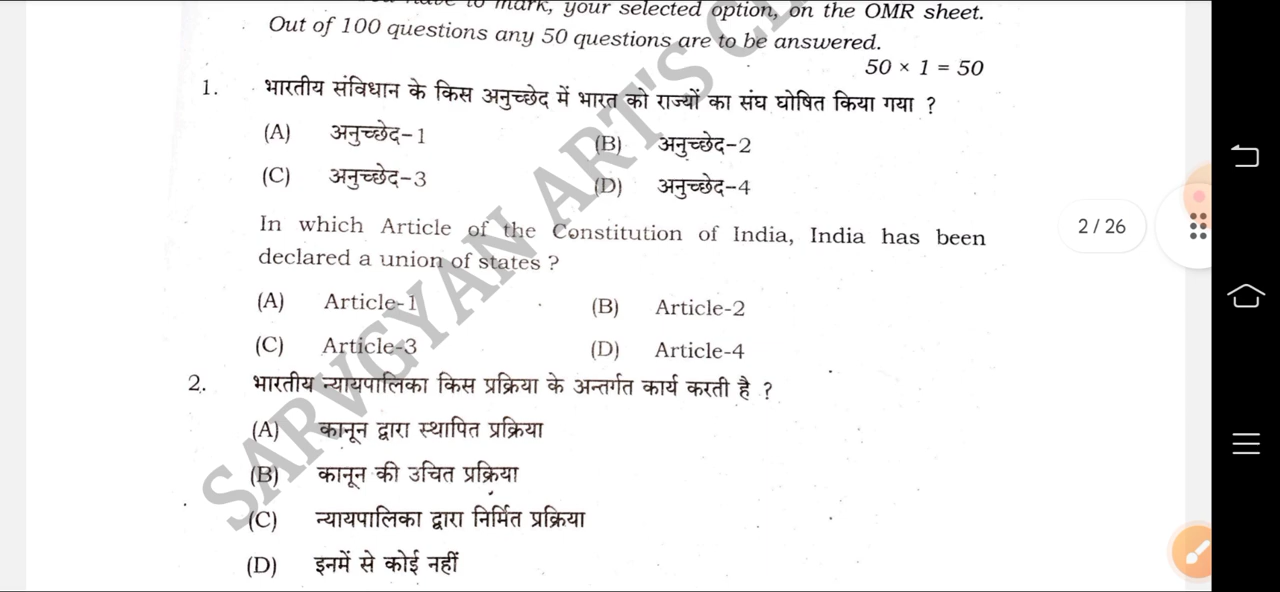 to mark, your selected option, on the OMR sheet.
Out of 100 questions any 50 questions are to be answered.
50 × 1 = 50
1. भारतीय संविधान के किस अनुच्छेद में भारत को राज्यों का संघ घोषित किया गया ?
(A) अनुच्छेद-1 (B) अनुच्छेद-2
(C) अनुच्छेद-3 (D) अनुच्छेद-4
In which Article of the Constitution of India, India has been
declared a union of states ?
(A) Article-1 (B) Article-2
(C) Article-3 (D) Article-4
2. भारतीय न्यायपालिका किस प्रक्रिया के अन्तर्गत कार्य करती है ?
(A) कानून द्वारा स्थापित प्रक्रिया
(B) कानून की उचित प्रक्रिया
(C) न्यायपालिका द्वारा निर्मित प्रक्रिया
(D) इनमें से कोई नहीं
SARVGYAN ART'S
2 / 26